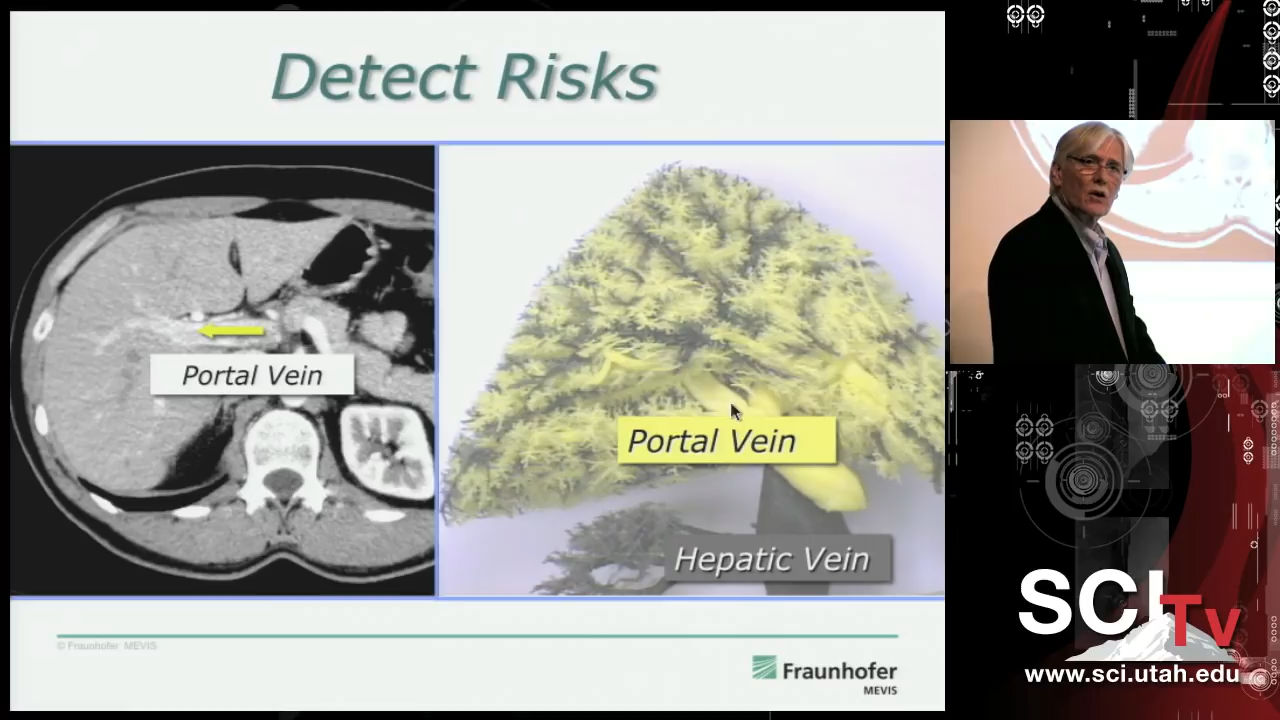 Detect Risks
Portal Vein
Portal Vein
Hepatic Vein
© Fraunhofer MEVIS
Fraunhofer
MEVIS
SCI
Tv
www.sci.utah.edu